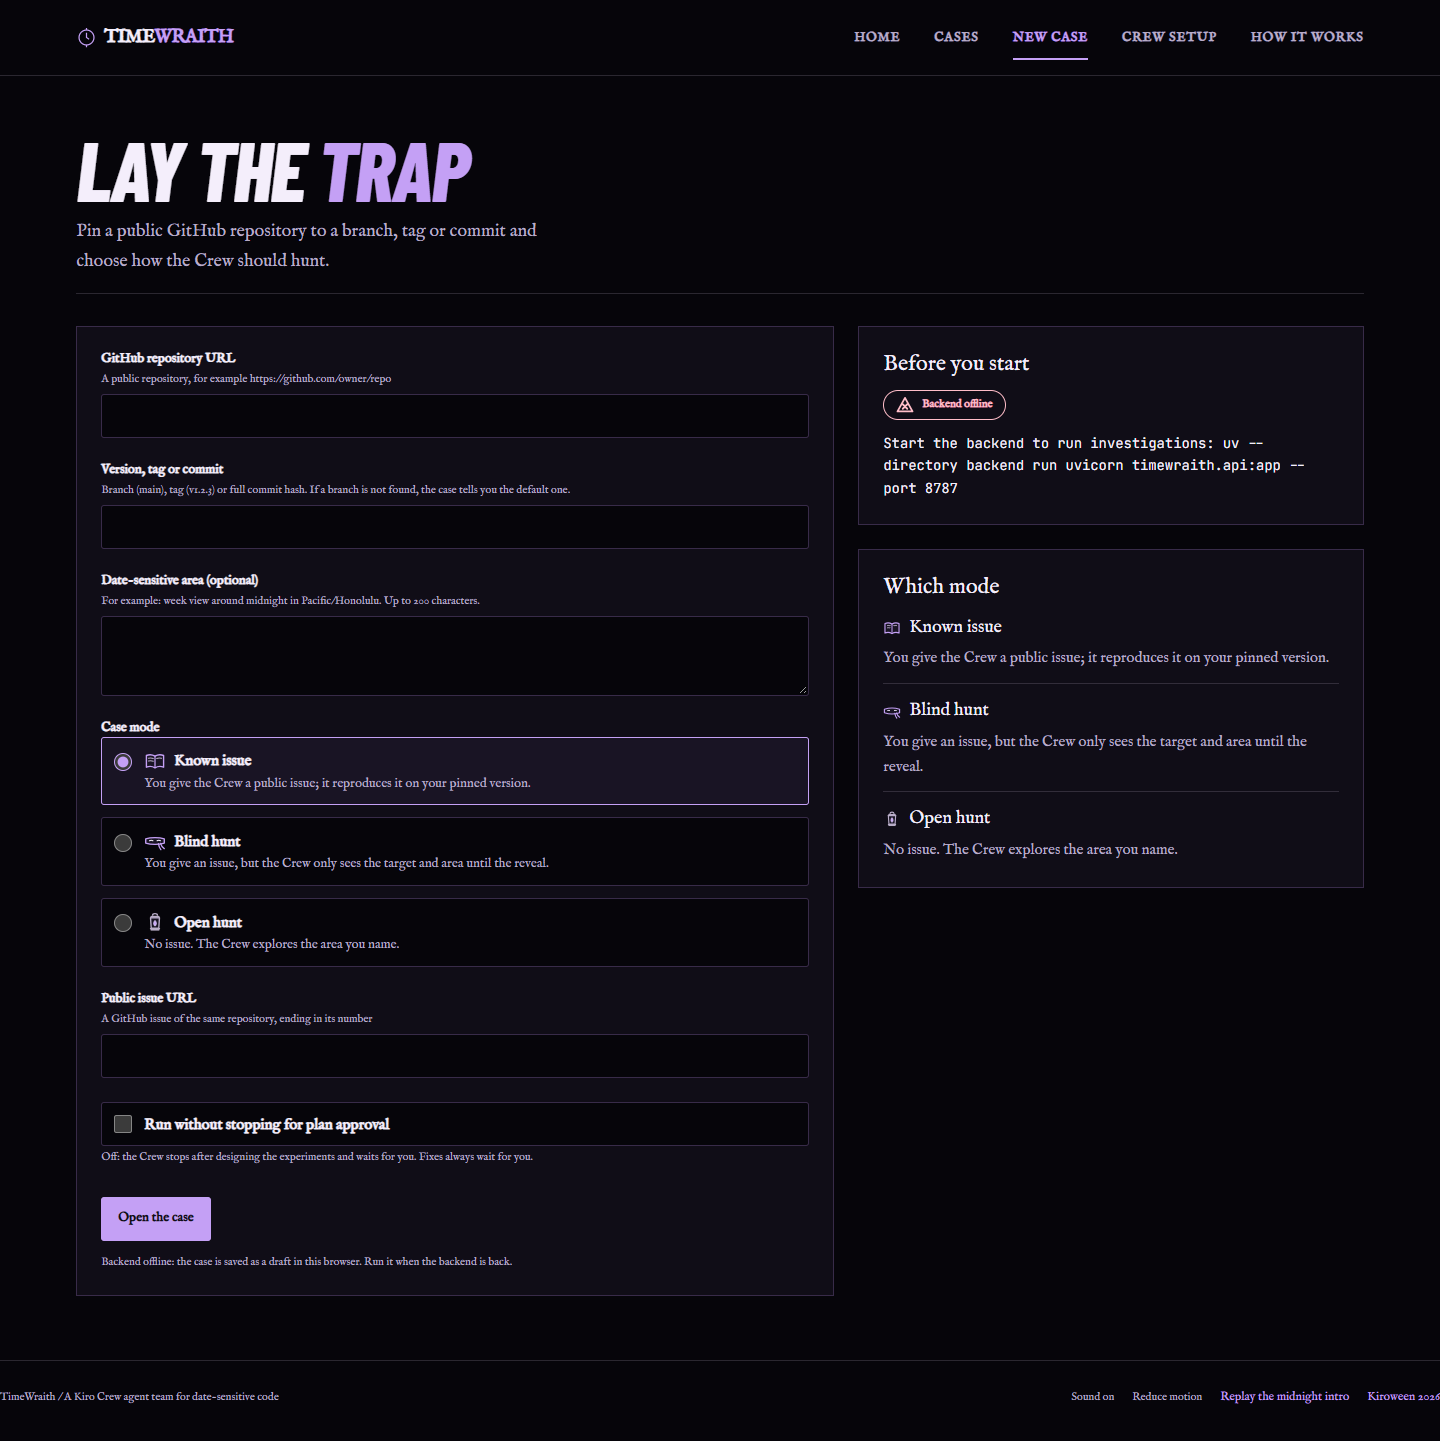 TIMEWRAITH
HOME CASES NEW CASE CREW SETUP HOW IT WORKS
LAY THE TRAP
Pin a public GitHub repository to a branch, tag or commit and
choose how the Crew should hunt.
GitHub repository URL
A public repository, for example https://github.com/owner/repo
Version, tag or commit
Branch (main), tag (v1.2.3) or full commit hash. If a branch is not found, the case tells you the default one.
Date-sensitive area (optional)
For example: week view around midnight in Pacific/Honolulu. Up to 200 characters.
Case mode
Known issue
You give the Crew a public issue; it reproduces it on your pinned version.
Blind hunt
You give an issue, but the Crew only sees the target and area until the reveal.
Open hunt
No issue. The Crew explores the area you name.
Public issue URL
A GitHub issue of the same repository, ending in its number
Run without stopping for plan approval
Off: the Crew stops after designing the experiments and waits for you. Fixes always wait for you.
Open the case
Backend offline: the case is saved as a draft in this browser. Run it when the backend is back.
Before you start
Backend offline
Start the backend to run investigations: uv --
directory backend run uvicorn timewraith.api:app --
port 8787
Which mode
Known issue
You give the Crew a public issue; it reproduces it on your pinned version.
Blind hunt
You give an issue, but the Crew only sees the target and area until the
reveal.
Open hunt
No issue. The Crew explores the area you name.
TimeWraith / A Kiro Crew agent team for date-sensitive code
Sound on Reduce motion Replay the midnight intro Kiroween 2026